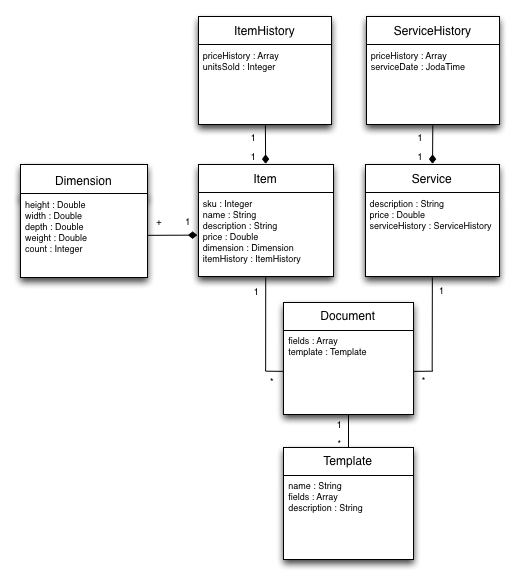 ItemHistory
priceHistory : Array
unitsSold : Integer
ServiceHistory
priceHistory : Array
serviceDate : JodaTime
1
1
1
1
Dimension
height : Double
width : Double
depth : Double
weight : Double
count : Integer
+
1
Item
sku : Integer
name : String
description : String
price : Double
dimension : Dimension
itemHistory : ItemHistory
Service
description : String
price : Double
serviceHistory : ServiceHistory
1
1
Document
fields : Array
template : Template
*
*
1
*
Template
name : String
fields : Array
description : String